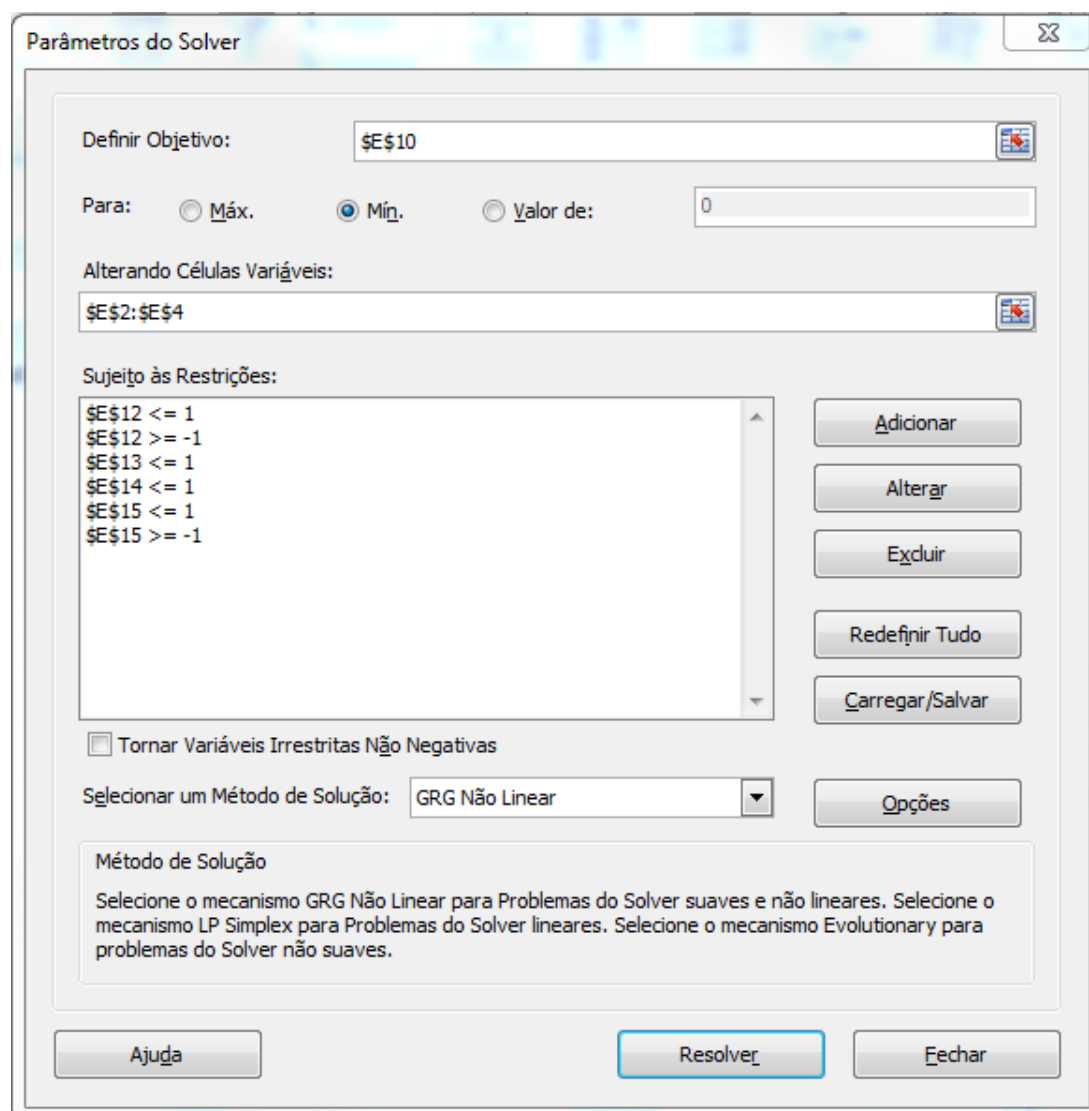 Parâmetros do Solver
Definir Objetivo: $E$10
Para: Máx. Mín. Valor de: 0
Alterando Células Variáveis:
$E$2:$E$4
Sujeito às Restrições:
$E$12 <= 1
$E$12 >= -1
$E$13 <= 1
$E$14 <= 1
$E$15 <= 1
$E$15 >= -1
Adicionar
Alterar
Excluir
Redefinir Tudo
Carregar/Salvar
Tornar Variáveis Irrestritas Não Negativas
Selecionar um Método de Solução: GRG Não Linear Opções
Método de Solução
Selecione o mecanismo GRG Não Linear para Problemas do Solver suaves e não lineares. Selecione o
mecanismo LP Simplex para Problemas do Solver lineares. Selecione o mecanismo Evolutionary para
problemas do Solver não suaves.
Ajuda Resolver Fechar